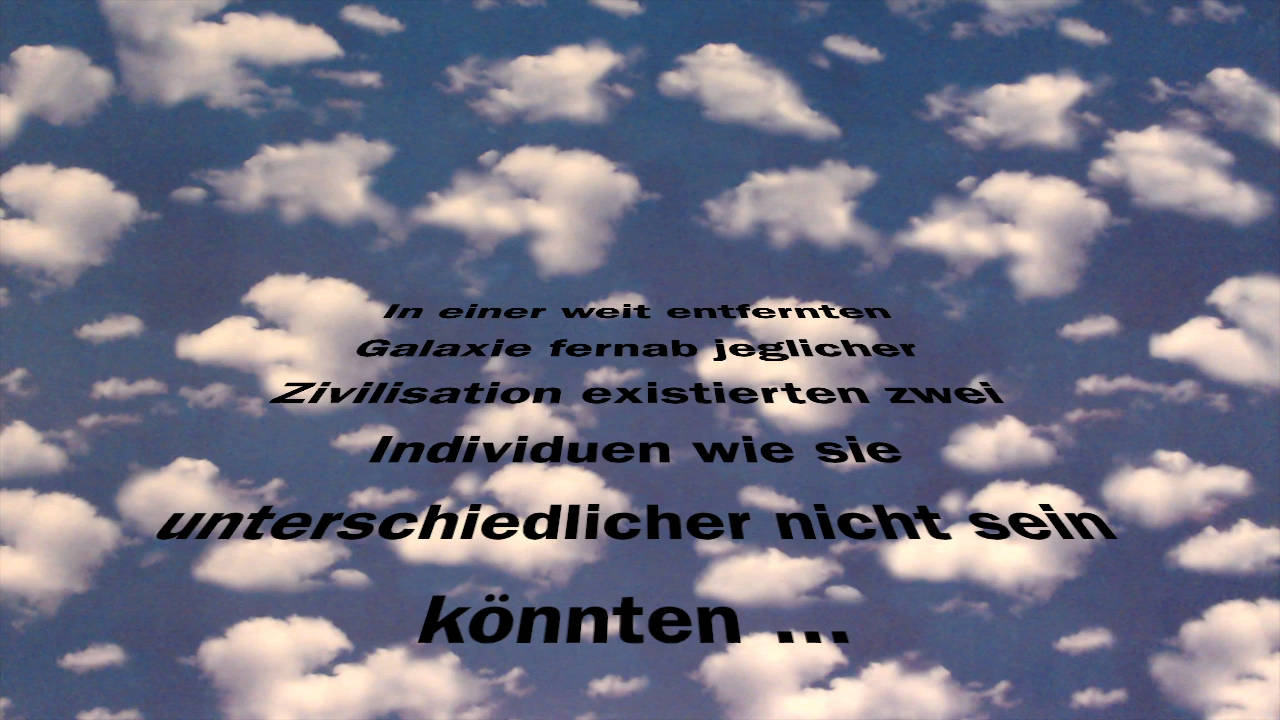 In einer weit entfernten
Galaxie fernab jeglicher
Zivilisation existierten zwei
Individuen wie sie
unterschiedlicher nicht sein
könnten ...